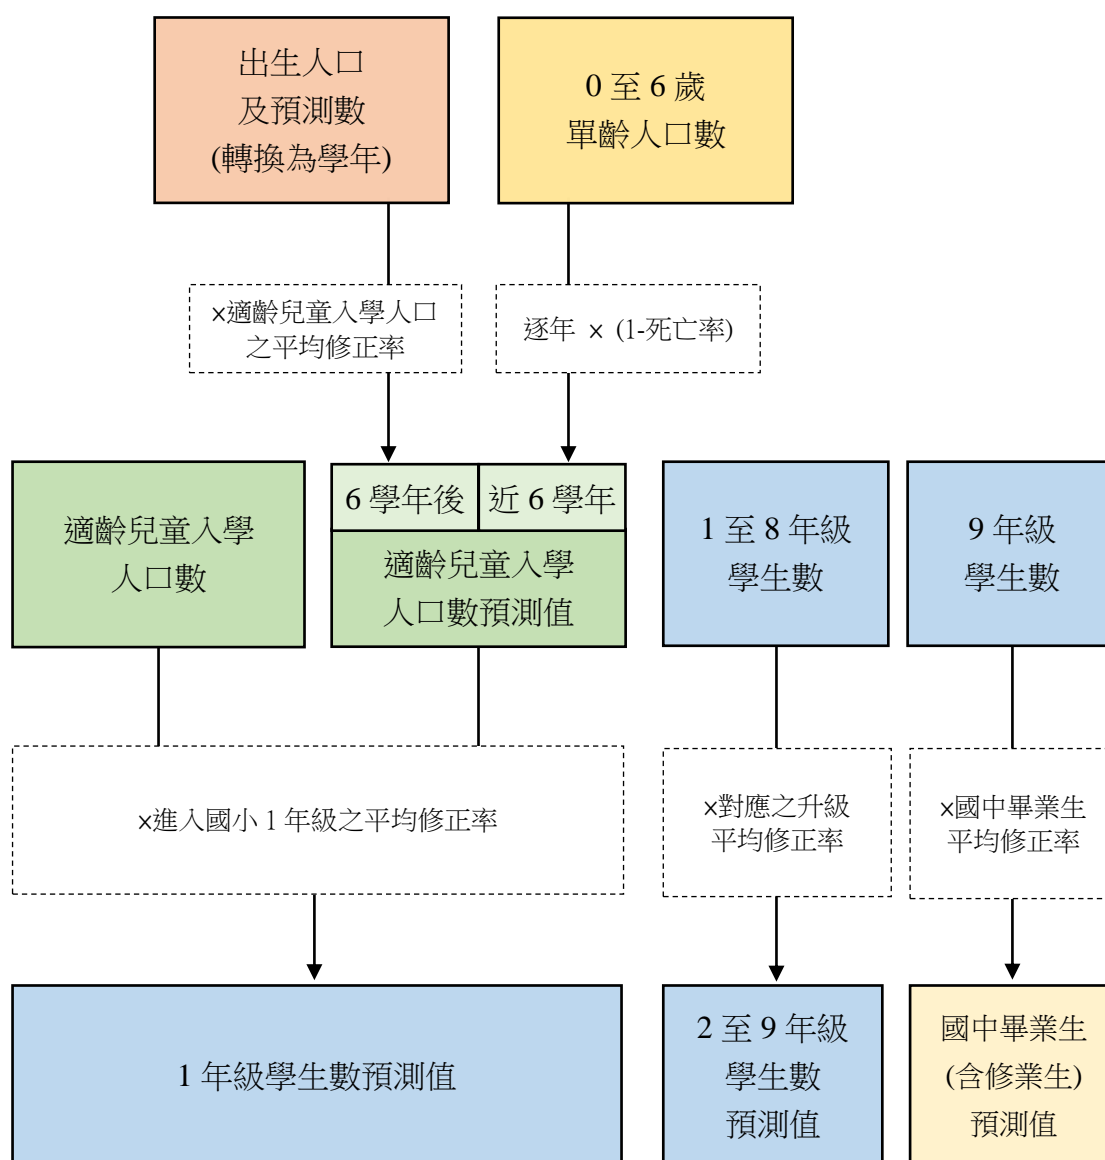 出生人口
及預測數
(轉換為學年)
0 至 6 歲
單齡人口數
×適齡兒童入學人口
之平均修正率
逐年 × (1-死亡率)
適齡兒童入學
人口數
6 學年後
近 6 學年
適齡兒童入學
人口數預測值
1 至 8 年級
學生數
9 年級
學生數
×進入國小 1 年級之平均修正率
×對應之升級
平均修正率
×國中畢業生
平均修正率
1 年級學生數預測值
2 至 9 年級
學生數
預測值
國中畢業生
(含修業生)
預測值